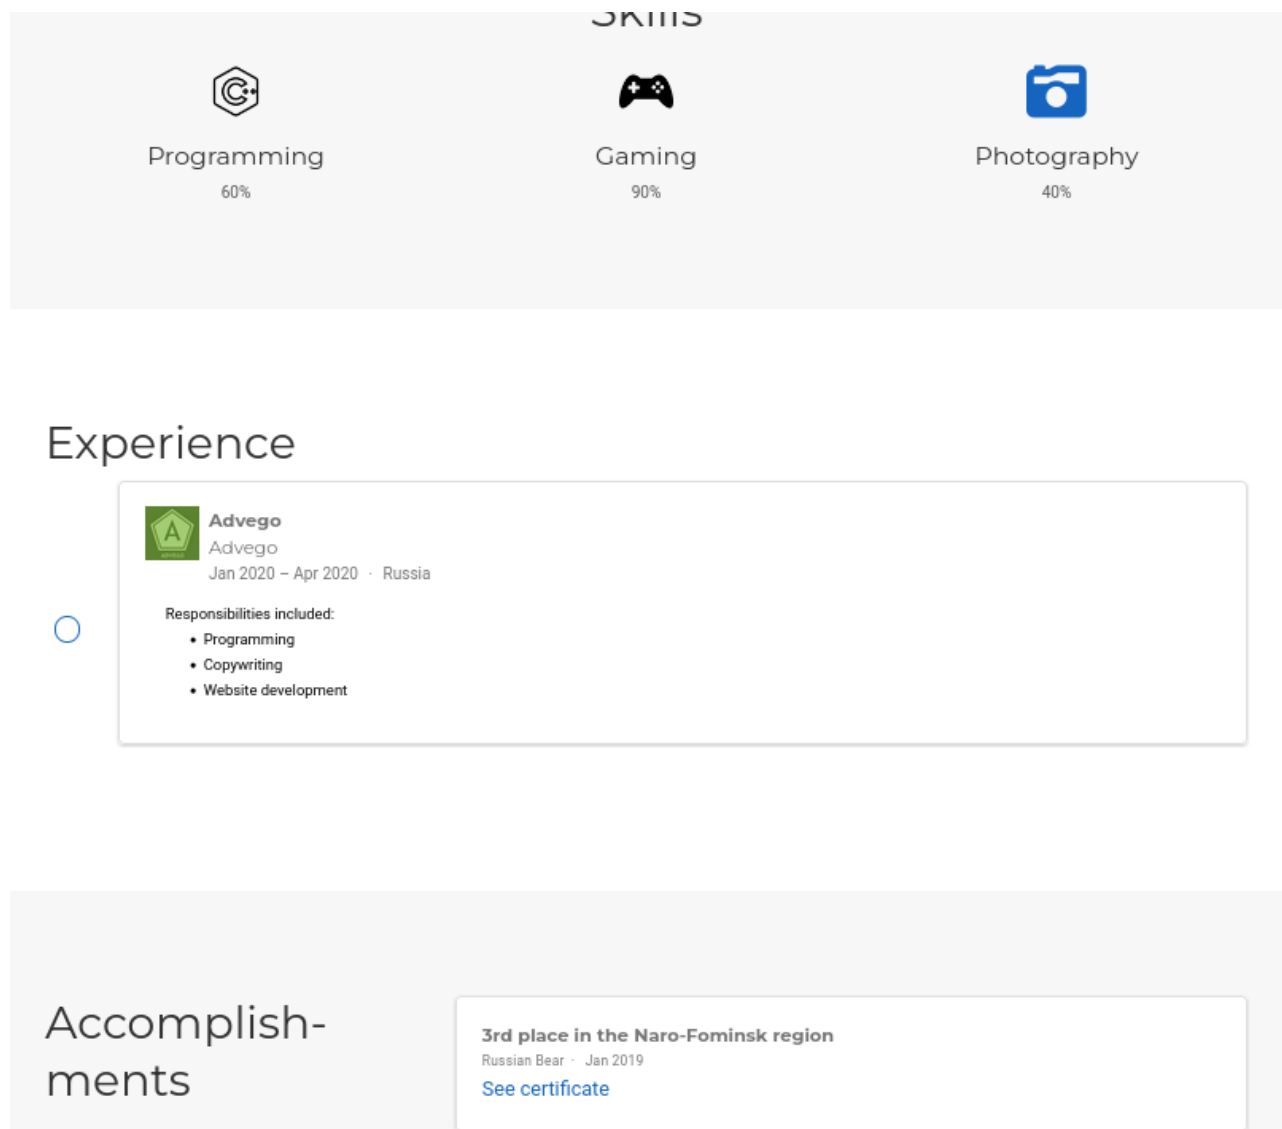 Skills
Programming
Gaming
Photography
60%
90%
40%
Experience
Advego
Advego
Jan 2020 – Apr 2020 · Russia
Responsibilities included:
• Programming
• Copywriting
• Website development
Accomplish-
ments
3rd place in the Naro-Fominsk region
Russian Bear · Jan 2019
See certificate